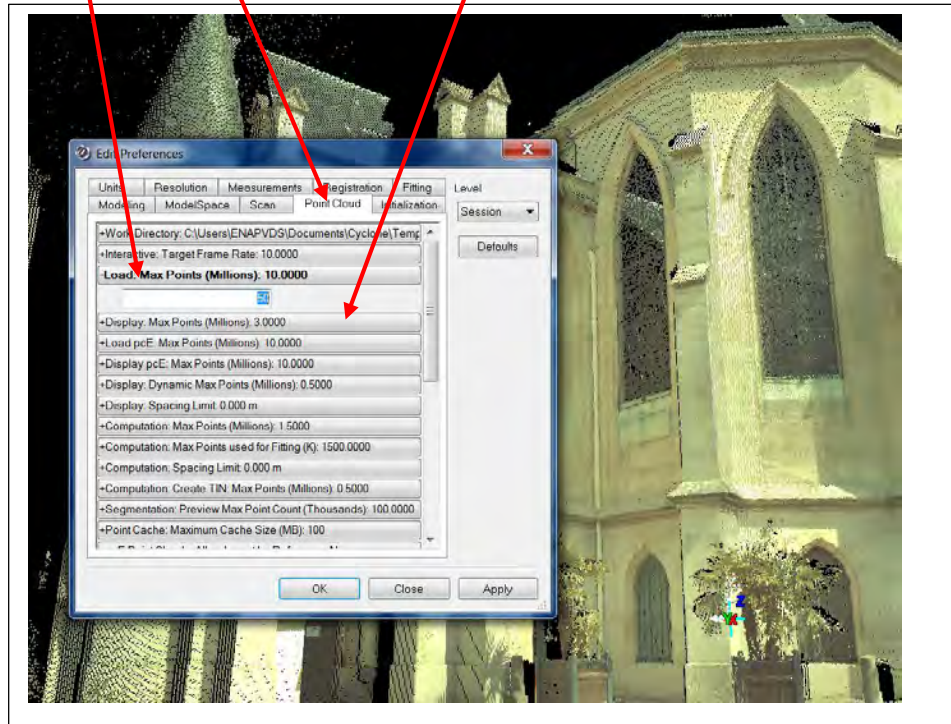 Edit Preferences
Units Resolution Measurements Registration Fitting
Modeling ModelSpace Scan Point Cloud Initialization
Level
Session
Defaults
+Work Directory: C:\Users\ENAPVDS\Documents\Cyclone\Temp
+Interactive: Target Frame Rate: 10.0000
-Load: Max Points (Millions): 10.0000
50
+Display: Max Points (Millions): 3.0000
+Load pcE: Max Points (Millions): 10.0000
+Display pcE: Max Points (Millions): 10.0000
+Display: Dynamic Max Points (Millions): 0.5000
+Display: Spacing Limit: 0.000 m
+Computation: Max Points (Millions): 1.5000
+Computation: Max Points used for Fitting (K): 1500.0000
+Computation: Spacing Limit: 0.000 m
+Computation: Create TIN: Max Points (Millions): 0.5000
+Segmentation: Preview Max Point Count (Thousands): 100.0000
+Point Cache: Maximum Cache Size (MB): 100
OK Close Apply
Z
Y X